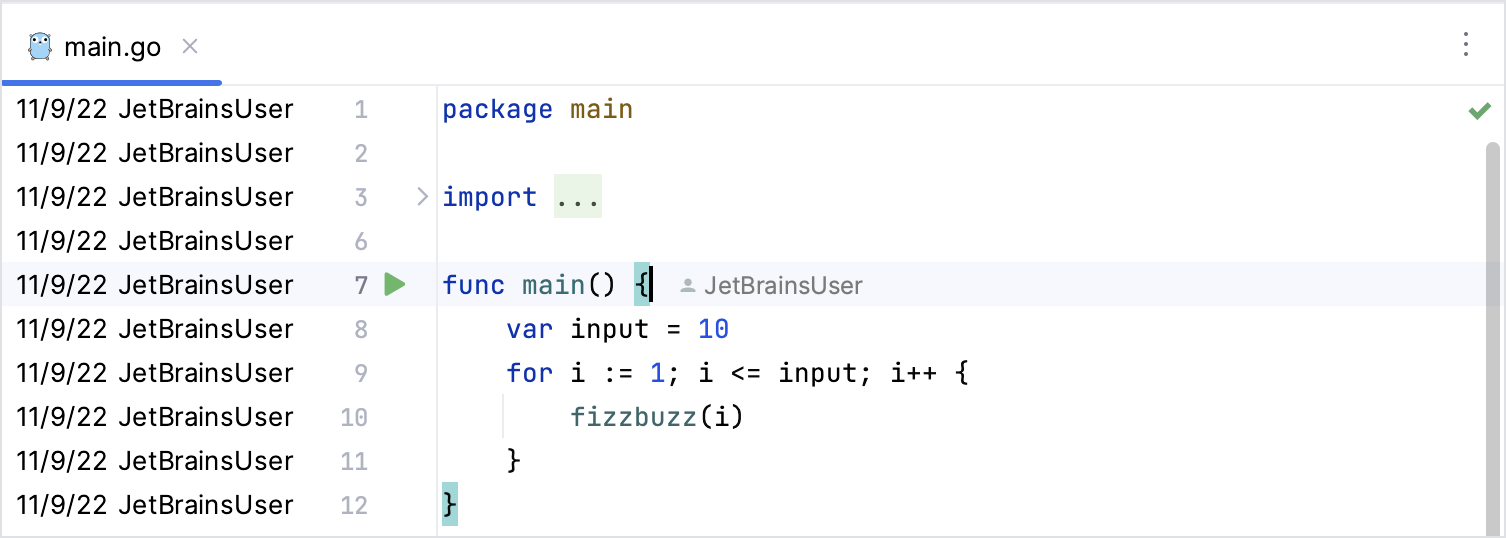 main.go
11/9/22 JetBrainsUser 1 package main
11/9/22 JetBrainsUser 2
11/9/22 JetBrainsUser 3 import ...
11/9/22 JetBrainsUser 6
11/9/22 JetBrainsUser 7 func main() { JetBrainsUser
11/9/22 JetBrainsUser 8     var input = 10
11/9/22 JetBrainsUser 9     for i := 1; i <= input; i++ {
11/9/22 JetBrainsUser 10         fizzbuzz(i)
11/9/22 JetBrainsUser 11     }
11/9/22 JetBrainsUser 12 }